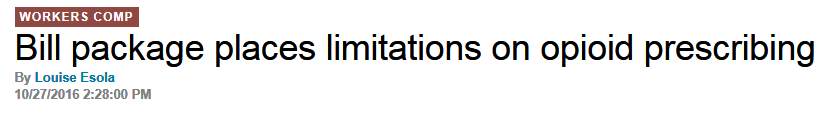 WORKERS COMP
Bill package places limitations on opioid prescribing
By Louise Esola
10/27/2016 2:28:00 PM